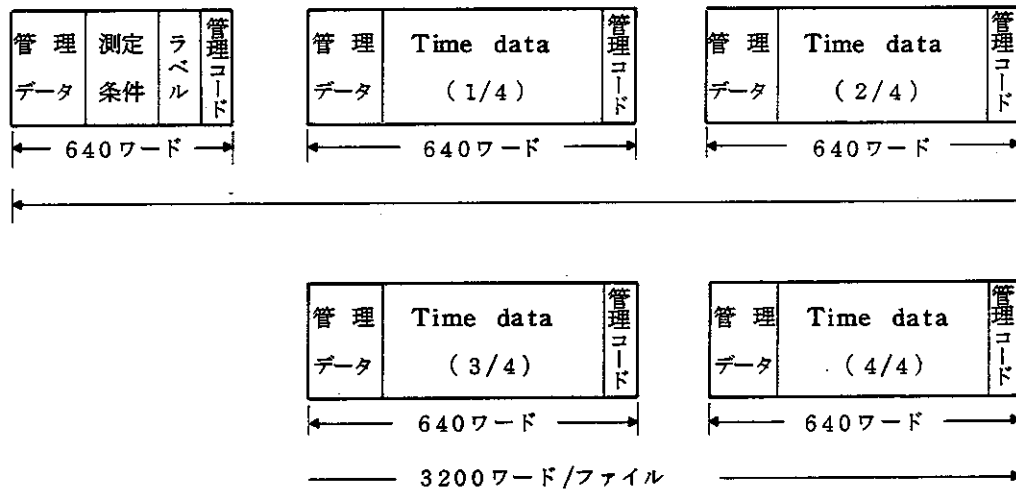 管理データ 測定条件 ラベル 管理コード
640ワード
管理データ Time data (1/4) 管理コード
640ワード
管理データ Time data (2/4) 管理コード
640ワード
管理データ Time data (3/4) 管理コード
640ワード
管理データ Time data (4/4) 管理コード
640ワード
3200ワード/ファイル